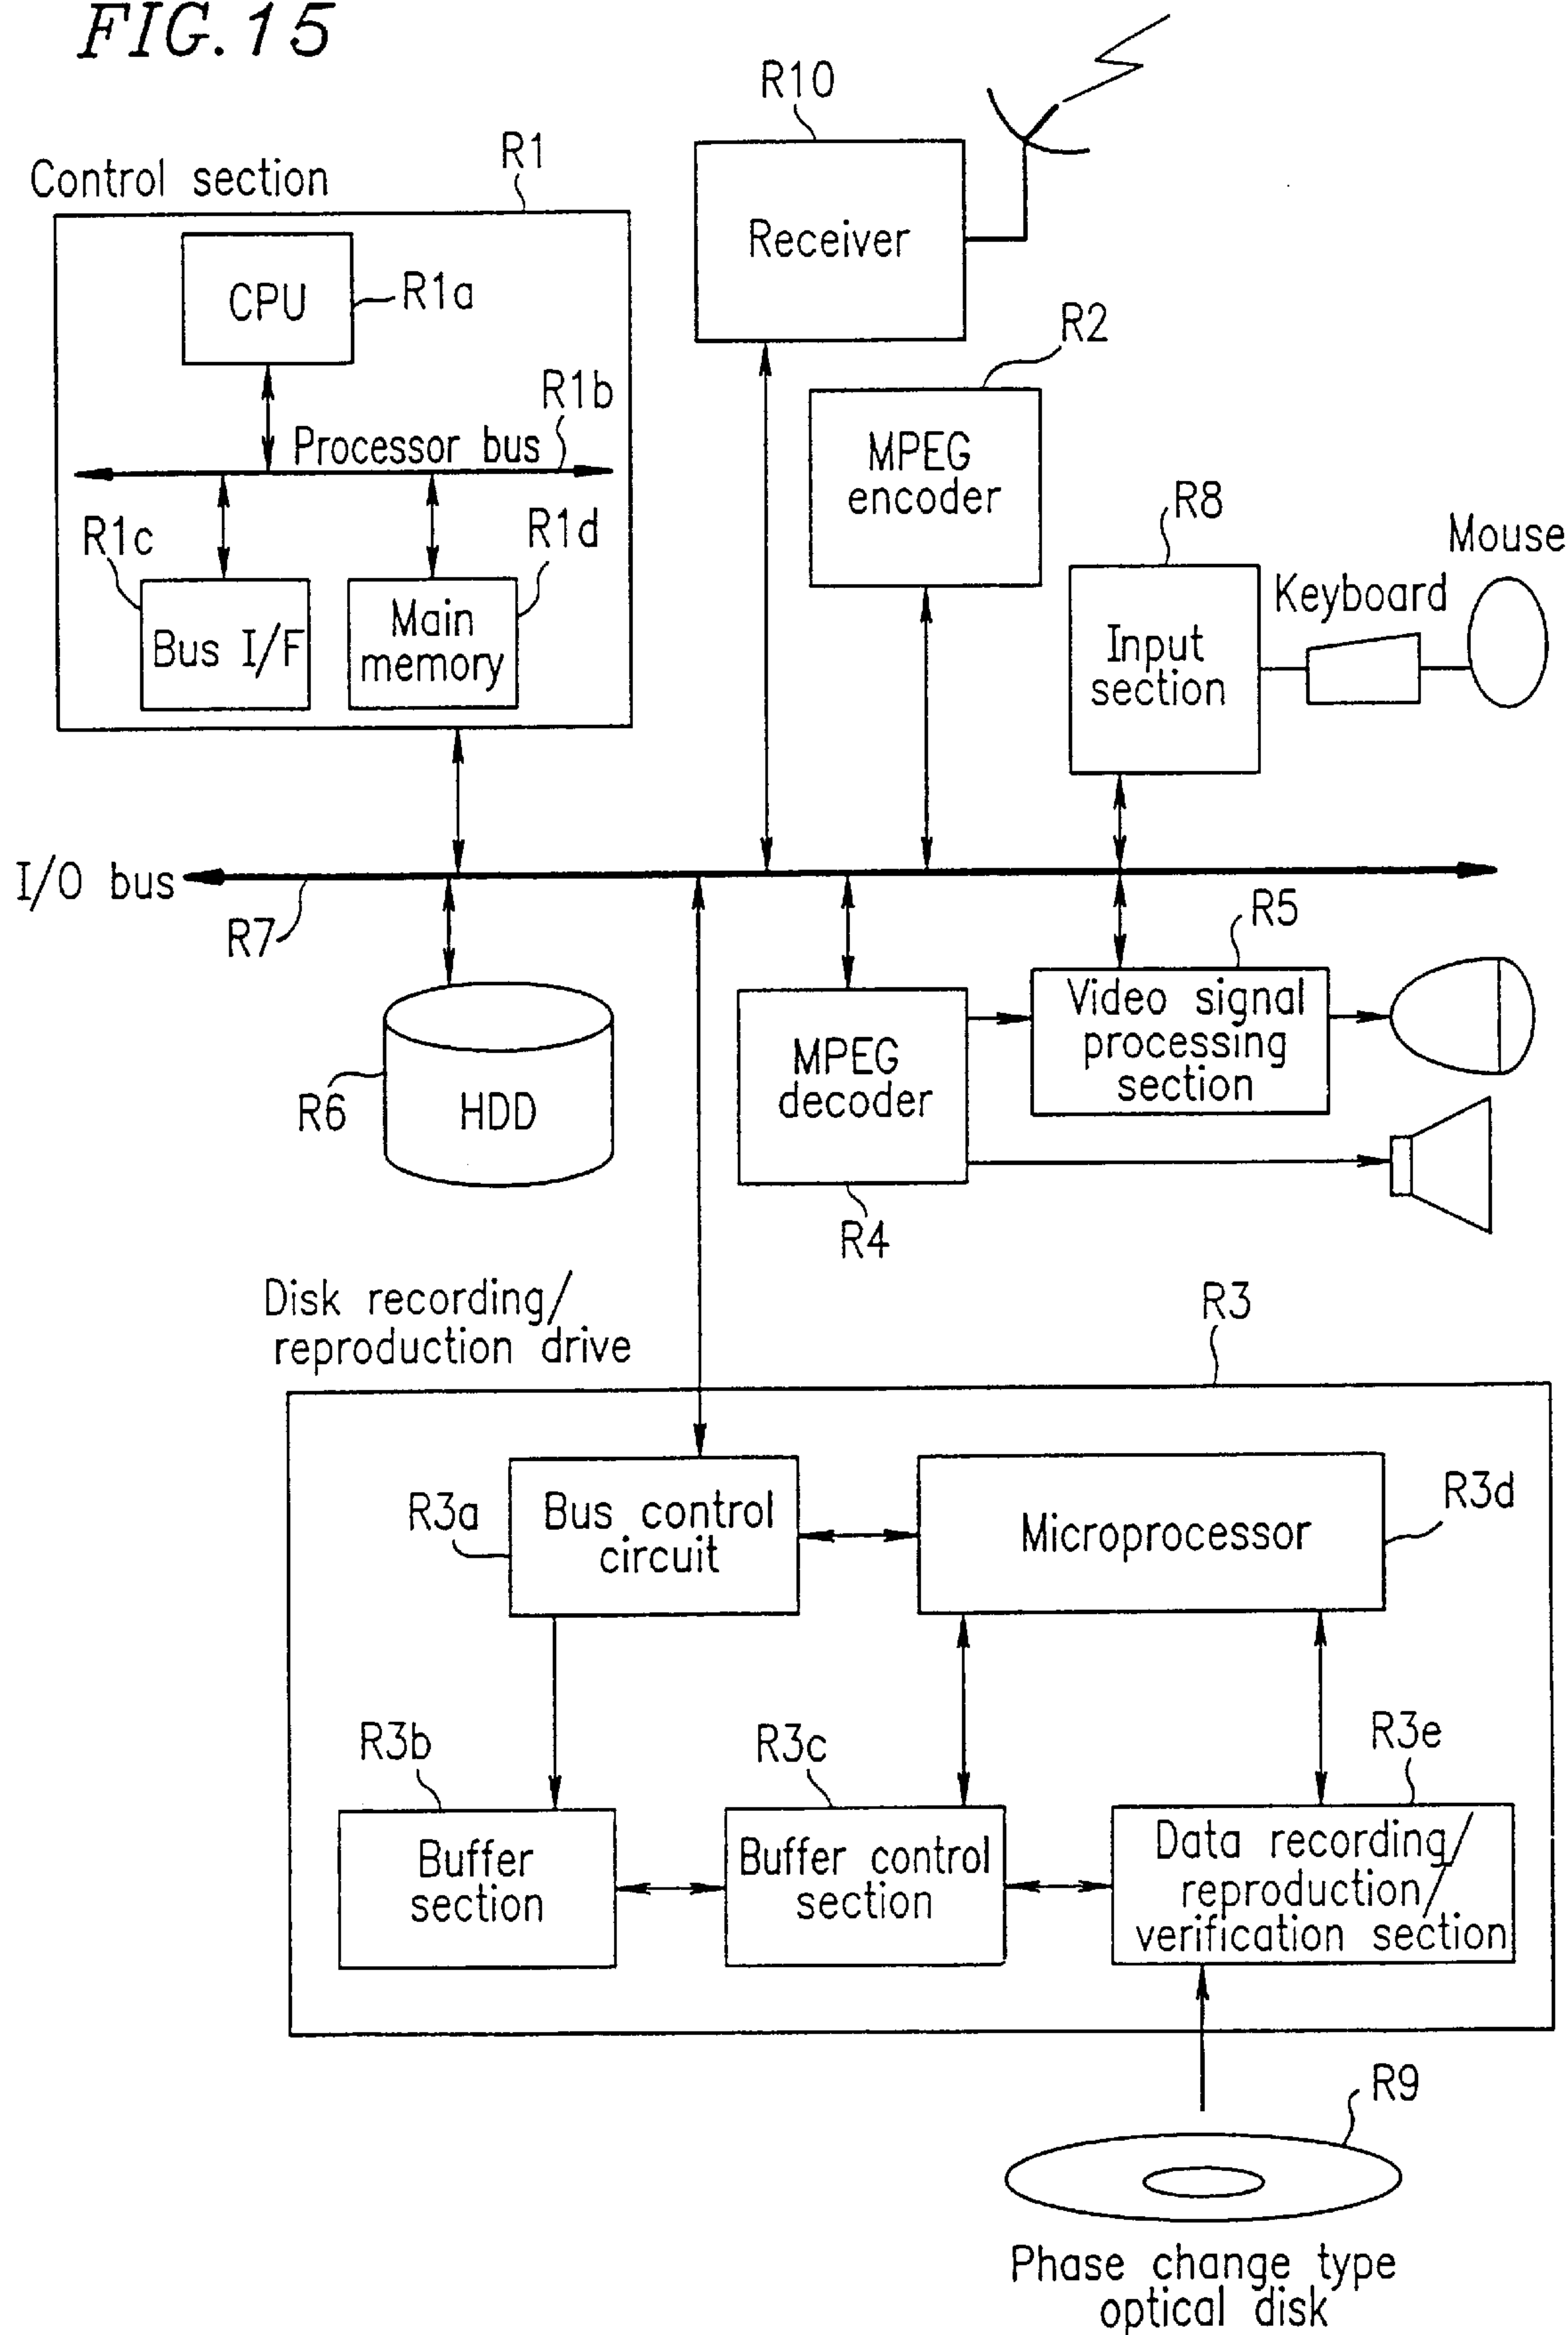 FIG.15
R10
R1
Control section
Receiver
CPU
R1a
R2
R1b
Processor bus
MPEG
encoder
R8
Mouse
R1c
R1d
Keyboard
Bus I/F
Main
memory
Input
section
I/O bus
R7
R5
Video signal
processing
section
MPEG
decoder
R6
HDD
R4
Disk recording/
reproduction drive
R3
R3a
Bus control
circuit
Microprocessor
R3d
R3b
R3c
R3e
Buffer
section
Buffer control
section
Data recording/
reproduction/
verification section
R9
Phase change type
optical disk